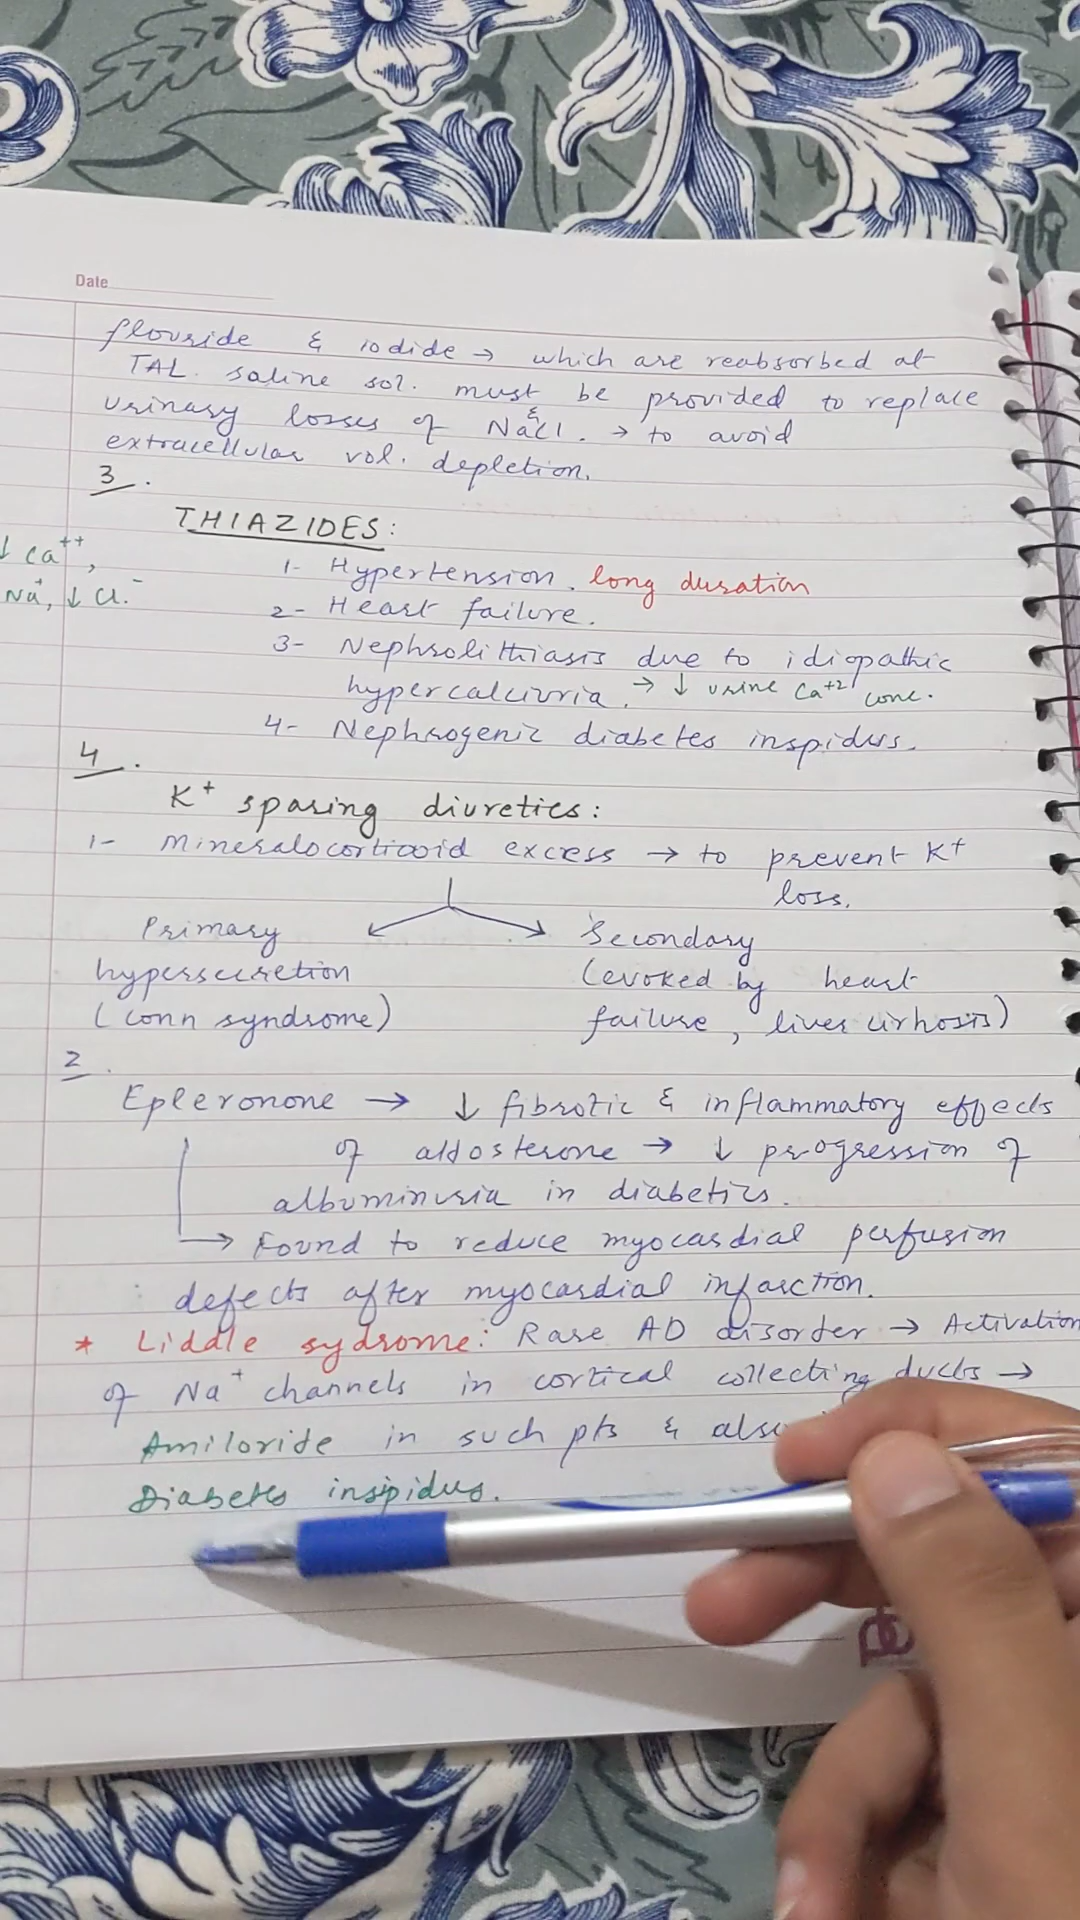 Date
flouride & iodide → which are reabsorbed at
TAL. saline sol. must be provided to replace
urinary losses of NaCl. & → to avoid
extracellular vol. depletion.
3.
THIAZIDES:
↓ Ca++,
Na+, ↓ Cl-
1- Hypertension. long duration
2- Heart failure.
3- Nephrolithiasis due to idiopathic
hypercalciuria. → ↓ urine Ca+2 conc.
4- Nephrogenic diabetes inspidus.
4.
K+ sparing diuretics:
1- Mineralocorticoid excess → to prevent K+
loss.
Primary
hypersecretion
(conn syndrome)
Secondary
(evoked by heart
failure, liver cirhosis)
2.
Epleronone → ↓ fibrotic & inflammatory effects
of aldosterone → ↓ progression of
albuminuria in diabetics.
→ Found to reduce myocardial perfusion
defects after myocardial infarction.
* Liddle sydrome: Rare AD disorder → Activation
of Na+ channels in cortical collecting ducts →
Amiloride in such pts & also
Diabetes insipidus.